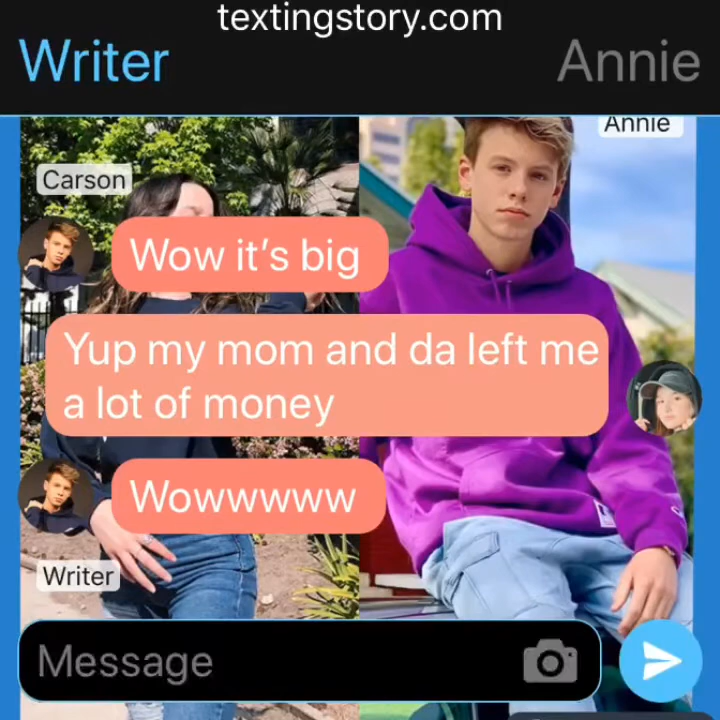 textingstory.com
Writer
Annie
Annie
Carson
Wow it’s big
Yup my mom and da left me
a lot of money
Wowwwww
Writer
Message